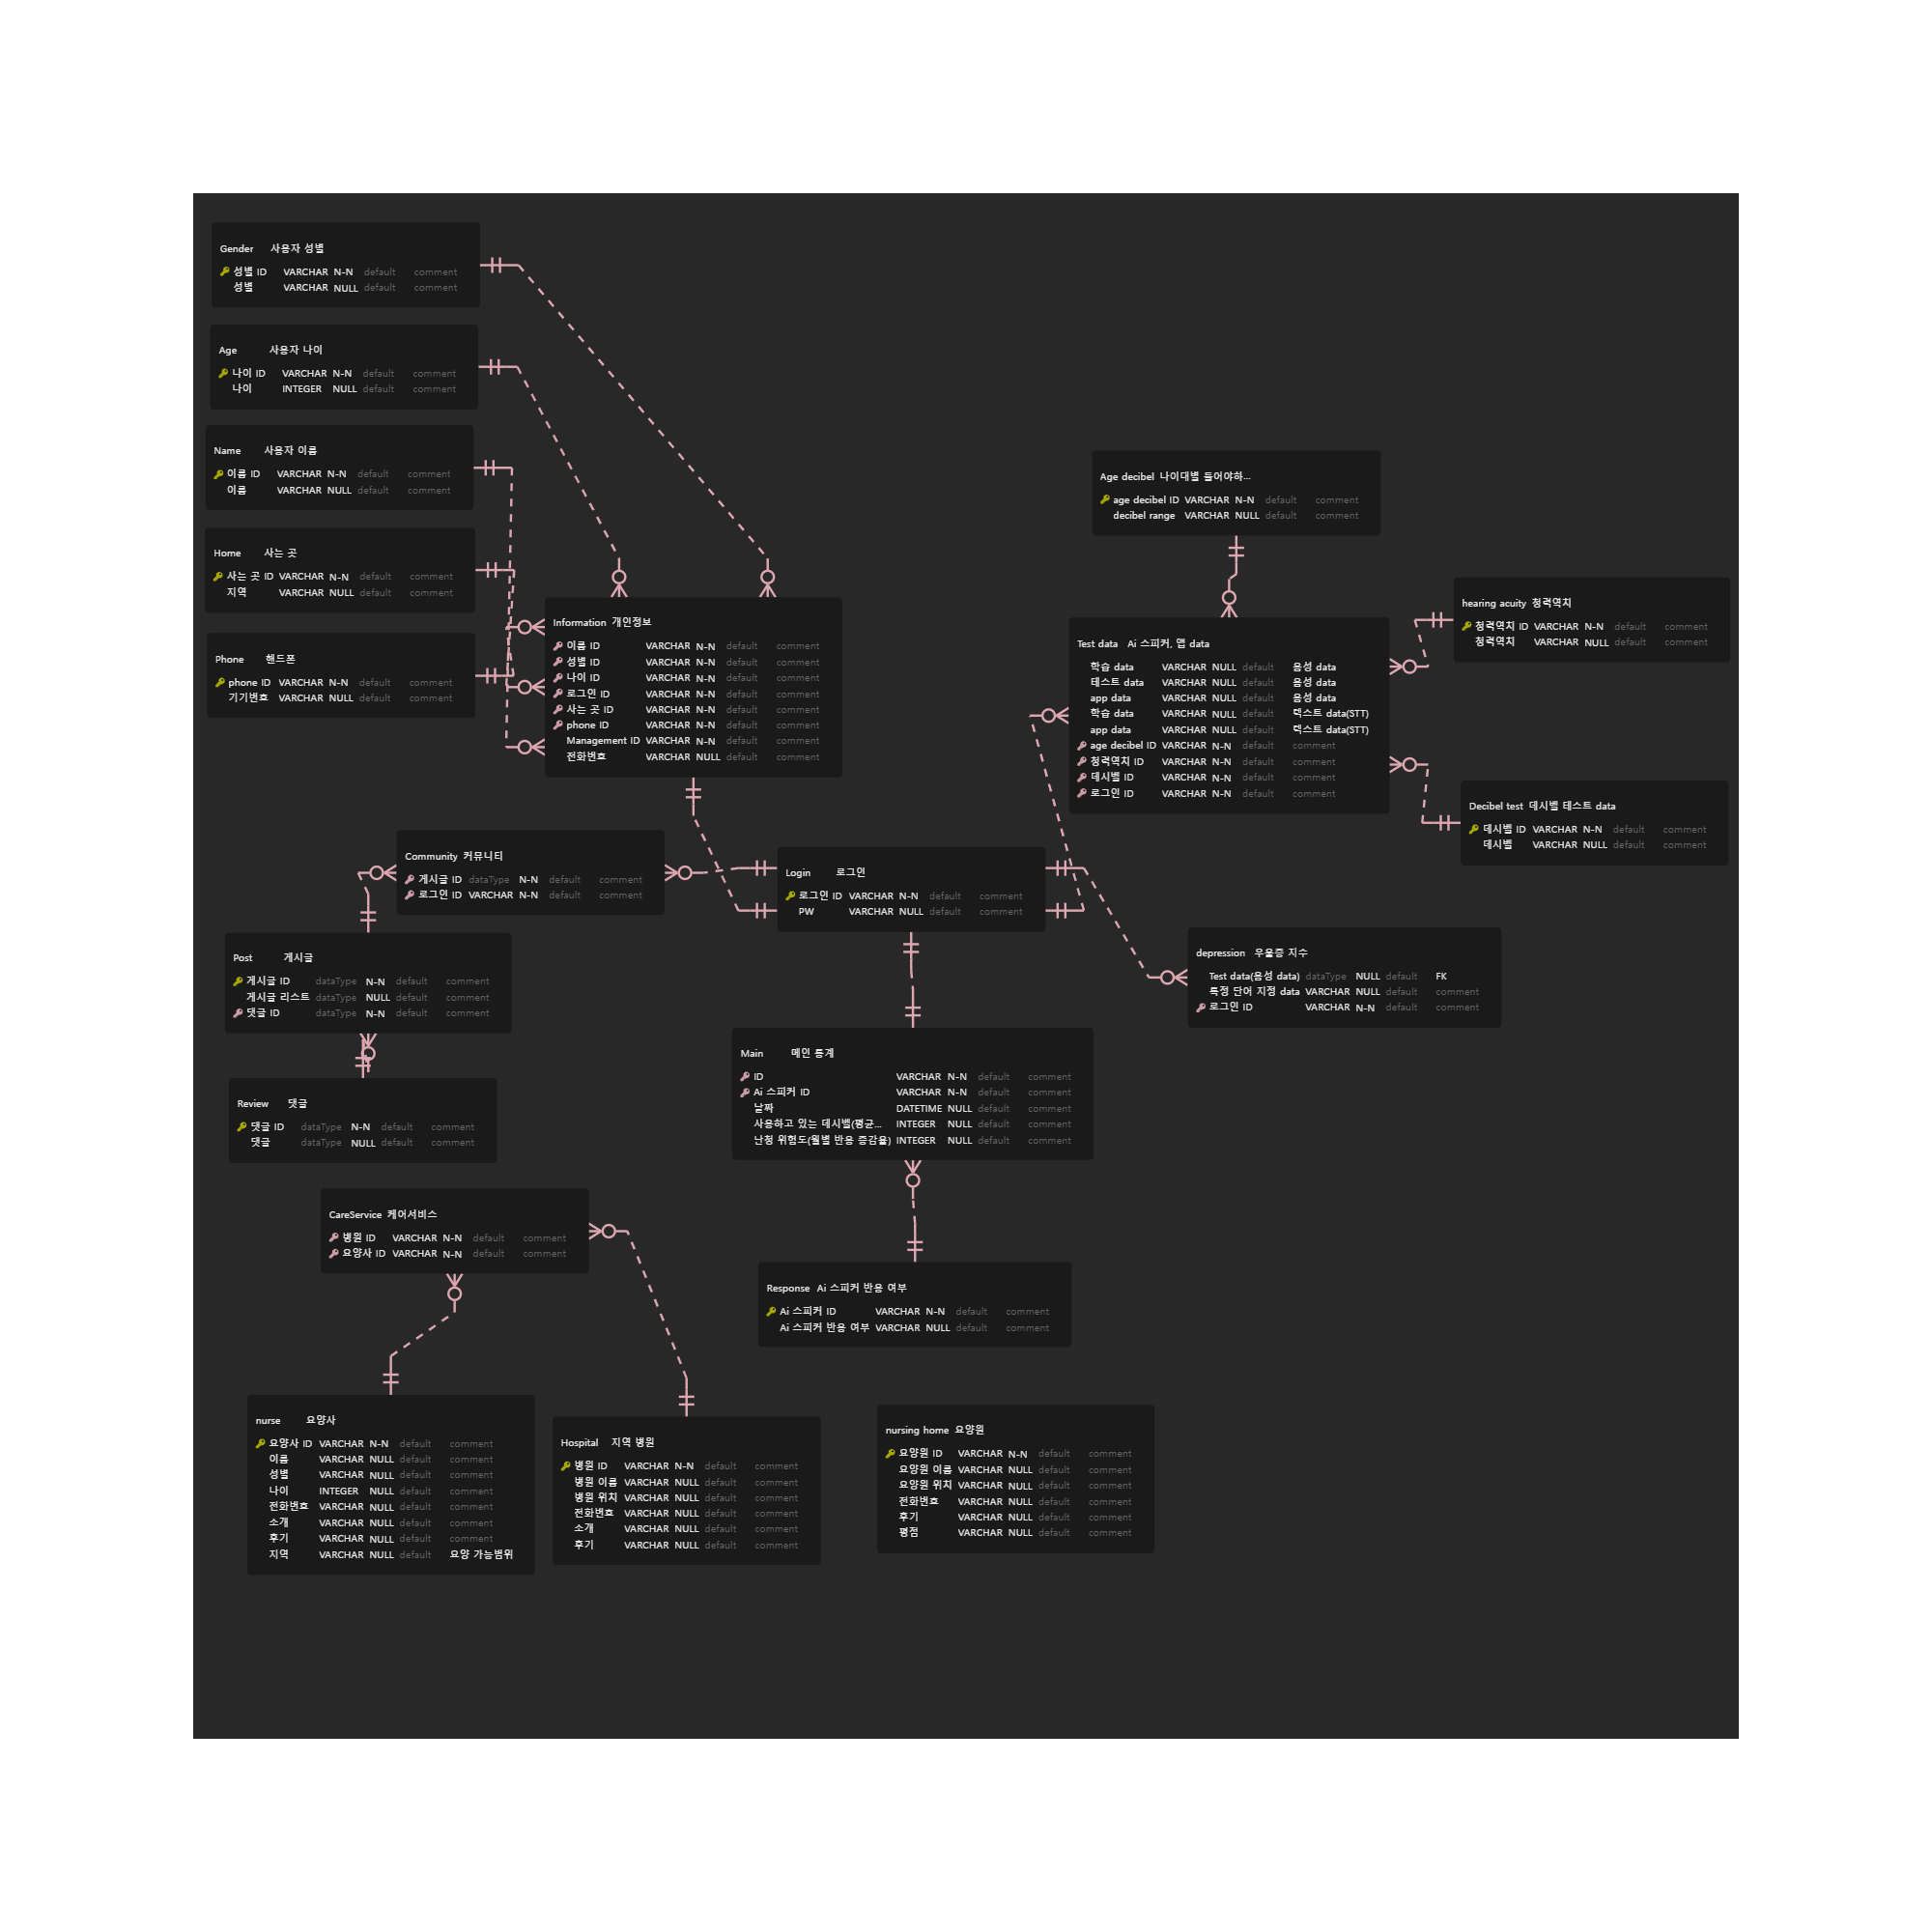 Gender 사용자 성별
성별 ID VARCHAR N-N default comment
성별 VARCHAR NULL default comment
Age 사용자 나이
나이 ID VARCHAR N-N default comment
나이 INTEGER NULL default comment
Name 사용자 이름
이름 ID VARCHAR N-N default comment
이름 VARCHAR NULL default comment
Home 사는 곳
사는 곳 ID VARCHAR N-N default comment
지역 VARCHAR NULL default comment
Phone 핸드폰
phone ID VARCHAR N-N default comment
기기번호 VARCHAR NULL default comment
Information 개인정보
이름 ID VARCHAR N-N default comment
성별 ID VARCHAR N-N default comment
나이 ID VARCHAR N-N default comment
로그인 ID VARCHAR N-N default comment
사는 곳 ID VARCHAR N-N default comment
phone ID VARCHAR N-N default comment
Management ID VARCHAR N-N default comment
전화번호 VARCHAR NULL default comment
Age decibel 나이대별 들어야하...
age decibel ID VARCHAR N-N default comment
decibel range VARCHAR NULL default comment
Test data Ai 스피커, 앱 data
학습 data VARCHAR NULL default 음성 data
테스트 data VARCHAR NULL default 음성 data
app data VARCHAR NULL default 음성 data
학습 data VARCHAR NULL default 텍스트 data(STT)
app data VARCHAR NULL default 텍스트 data(STT)
age decibel ID VARCHAR N-N default comment
청력역치 ID VARCHAR N-N default comment
데시벨 ID VARCHAR N-N default comment
로그인 ID VARCHAR N-N default comment
hearing acuity 청력역치
청력역치 ID VARCHAR N-N default comment
청력역치 VARCHAR NULL default comment
Decibel test 데시벨 테스트 data
데시벨 ID VARCHAR N-N default comment
데시벨 VARCHAR NULL default comment
Community 커뮤니티
게시글 ID dataType N-N default comment
로그인 ID VARCHAR N-N default comment
Login 로그인
로그인 ID VARCHAR N-N default comment
PW VARCHAR NULL default comment
Post 게시글
게시글 ID dataType N-N default comment
게시글 리스트 dataType NULL default comment
댓글 ID dataType N-N default comment
depression 우울증 지수
Test data(음성 data) dataType NULL default FK
특정 단어 지정 data VARCHAR NULL default comment
로그인 ID VARCHAR N-N default comment
Review 댓글
댓글 ID dataType N-N default comment
댓글 dataType NULL default comment
Main 메인 통계
ID VARCHAR N-N default comment
Ai 스피커 ID VARCHAR N-N default comment
날짜 DATETIME NULL default comment
사용하고 있는 데시벨(평균... INTEGER NULL default comment
난청 위험도(월별 반응 증감율) INTEGER NULL default comment
CareService 케어서비스
병원 ID VARCHAR N-N default comment
요양사 ID VARCHAR N-N default comment
Response Ai 스피커 반응 여부
Ai 스피커 ID VARCHAR N-N default comment
Ai 스피커 반응 여부 VARCHAR NULL default comment
nurse 요양사
요양사 ID VARCHAR N-N default comment
이름 VARCHAR NULL default comment
성별 VARCHAR NULL default comment
나이 INTEGER NULL default comment
전화번호 VARCHAR NULL default comment
소개 VARCHAR NULL default comment
후기 VARCHAR NULL default comment
지역 VARCHAR NULL default 요양 가능범위
Hospital 지역 병원
병원 ID VARCHAR N-N default comment
병원 이름 VARCHAR NULL default comment
병원 위치 VARCHAR NULL default comment
전화번호 VARCHAR NULL default comment
소개 VARCHAR NULL default comment
후기 VARCHAR NULL default comment
nursing home 요양원
요양원 ID VARCHAR N-N default comment
요양원 이름 VARCHAR NULL default comment
요양원 위치 VARCHAR NULL default comment
전화번호 VARCHAR NULL default comment
후기 VARCHAR NULL default comment
평점 VARCHAR NULL default comment